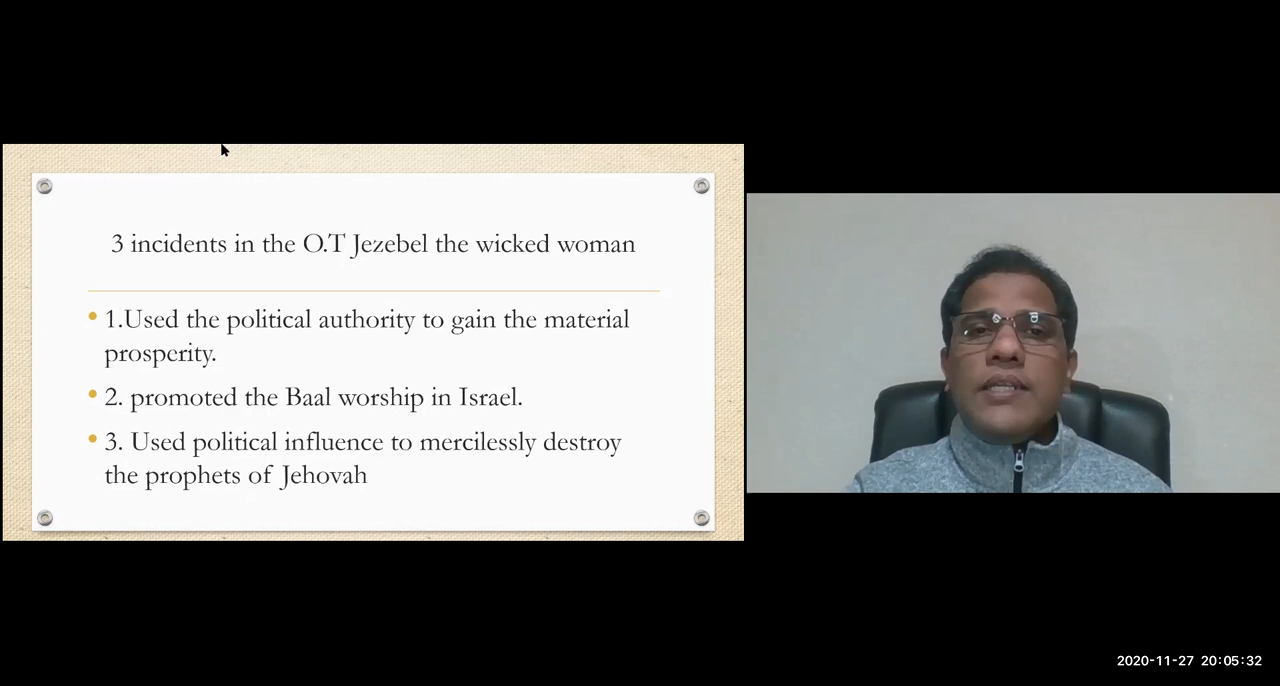 3 incidents in the O.T Jezebel the wicked woman
1.Used the political authority to gain the material
prosperity.
2. promoted the Baal worship in Israel.
3. Used political influence to mercilessly destroy
the prophets of Jehovah
2020-11-27 20:05:32